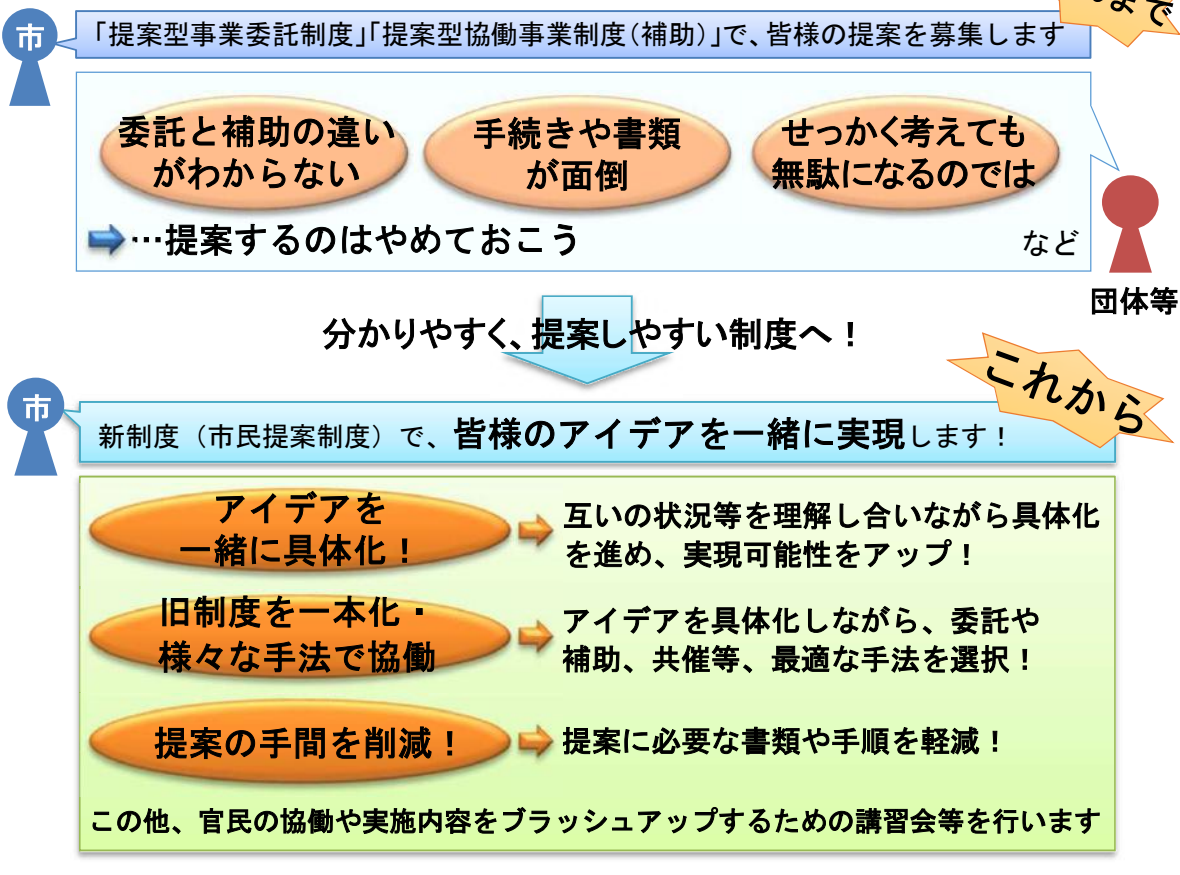 まで
市
「提案型事業委託制度」「提案型協働事業制度（補助）」で、皆様の提案を募集します
委託と補助の違い
がわからない
手続きや書類
が面倒
せっかく考えても
無駄になるのでは
…提案するのはやめておこう
など
団体等
分かりやすく、提案しやすい制度へ！
これから
市
新制度（市民提案制度）で、皆様のアイデアを一緒に実現します！
アイデアを
一緒に具体化！
互いの状況等を理解し合いながら具体化
を進め、実現可能性をアップ！
旧制度を一本化・
様々な手法で協働
アイデアを具体化しながら、委託や
補助、共催等、最適な手法を選択！
提案の手間を削減！
提案に必要な書類や手順を軽減！
この他、官民の協働や実施内容をブラッシュアップするための講習会等を行います